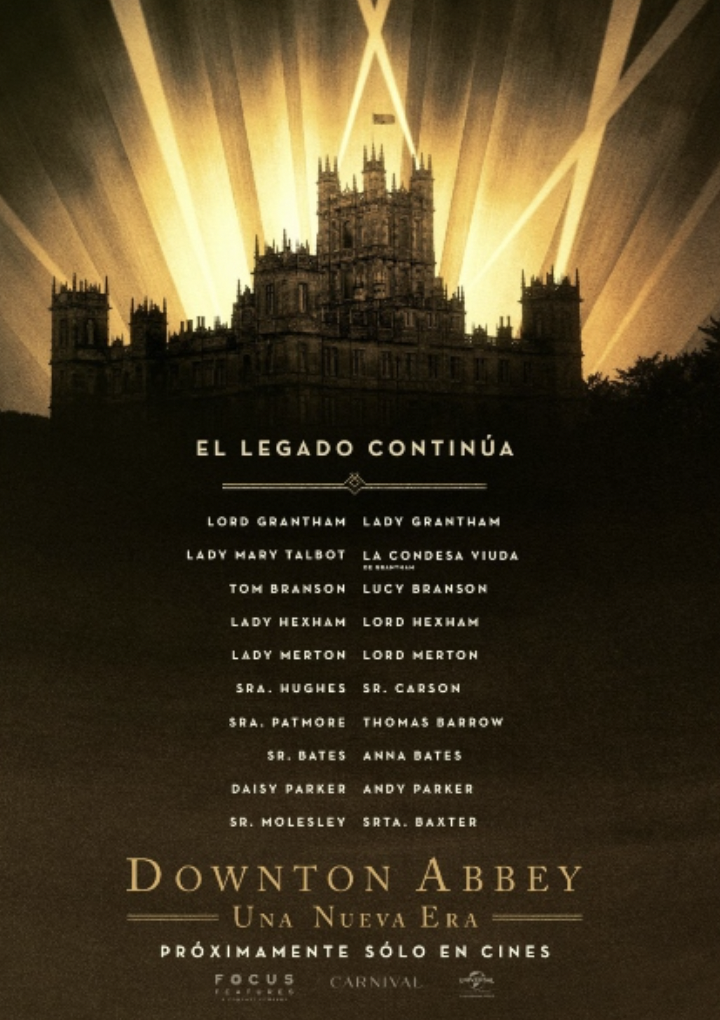 EL LEGADO CONTINÚA
LORD GRANTHAM LADY GRANTHAM
LADY MARY TALBOT LA CONDESA VIUDA
DE GRANTHAM
TOM BRANSON LUCY BRANSON
LADY HEXHAM LORD HEXHAM
LADY MERTON LORD MERTON
SRA. HUGHES SR. CARSON
SRA. PATMORE THOMAS BARROW
SR. BATES ANNA BATES
DAISY PARKER ANDY PARKER
SR. MOLESLEY SRTA. BAXTER
DOWNTON ABBEY
UNA NUEVA ERA
PRÓXIMAMENTE SÓLO EN CINES
FOCUS FEATURES CARNIVAL UNIVERSAL